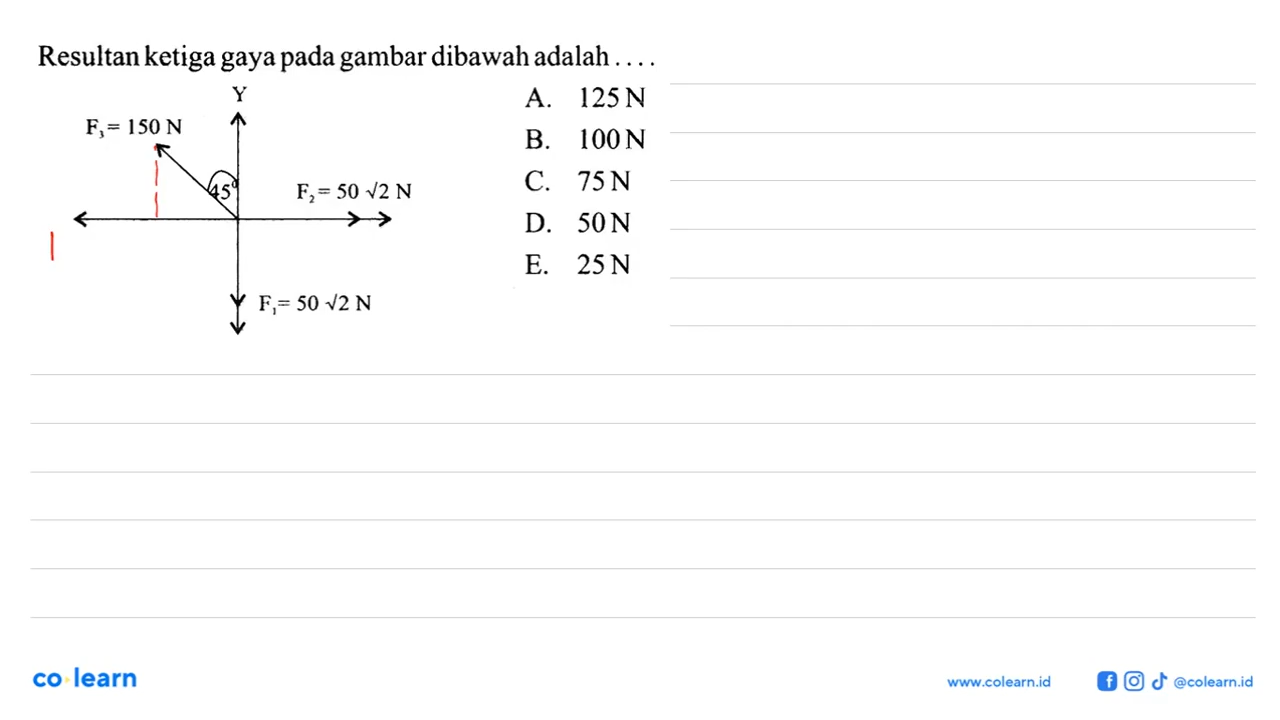 Resultan ketiga gaya pada gambar dibawah adalah ....
Y
F₃= 150 N
45⁰
F₂= 50 √2 N
F₁= 50 √2 N
A. 125 N
B. 100 N
C. 75 N
D. 50 N
E. 25 N
co learn
www.colearn.id
@colearn.id